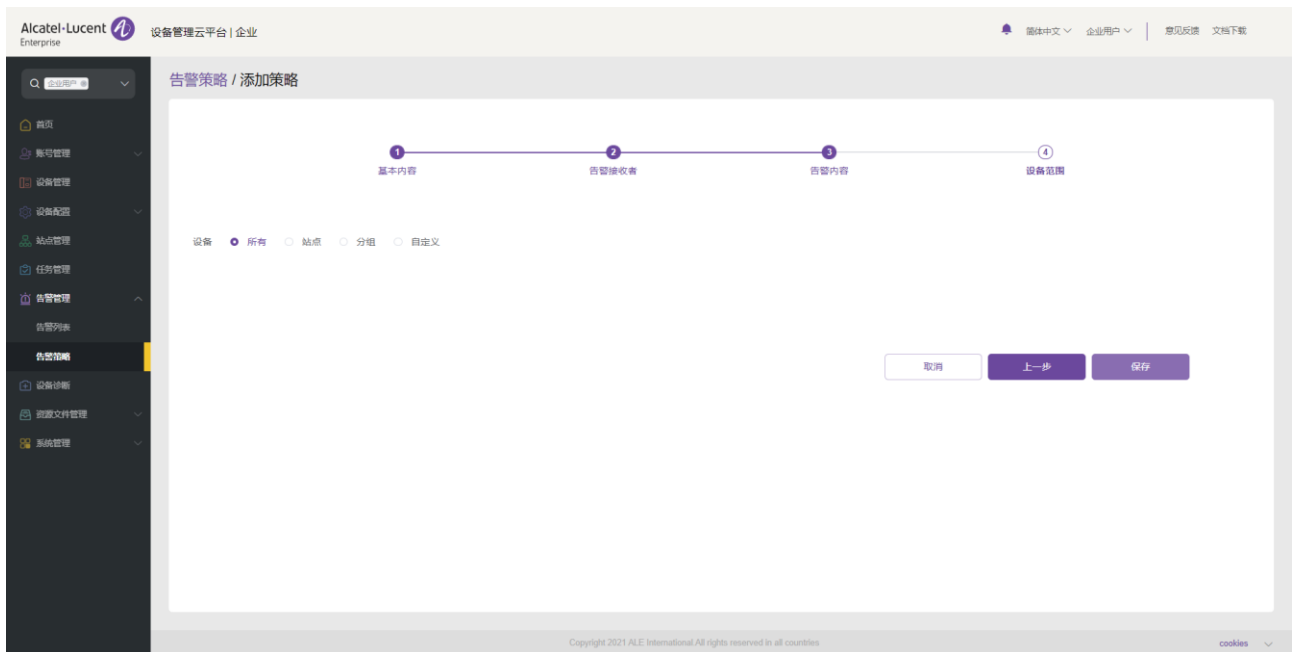 Alcatel·Lucent
Enterprise
设备管理云平台 | 企业
简体中文 企业用户 意见反馈 文档下载
企业用户
告警策略 / 添加策略
首页
账号管理
设备管理
设备配置
站点管理
任务管理
告警管理
告警列表
告警策略
设备诊断
资源文件管理
系统管理
1 2 3 4
基本内容 告警接收者 告警内容 设备范围
设备 所有 站点 分组 自定义
取消 上一步 保存
Copyright 2021 ALE International.All rights reserved in all countries
cookies